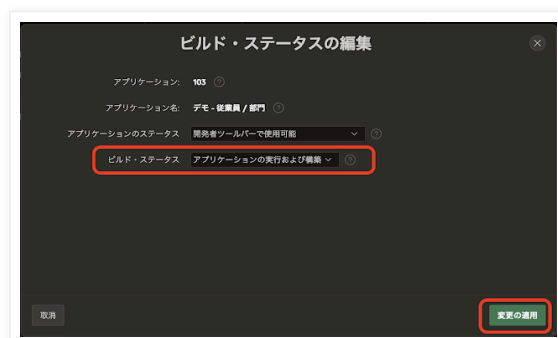 ビルド・ステータスの編集
アプリケーション: 103
アプリケーション名: デモ - 従業員 / 部門
アプリケーションのステータス 開発者ツールバーで使用可能
ビルド・ステータス アプリケーションの実行および構築
取消 変更の適用